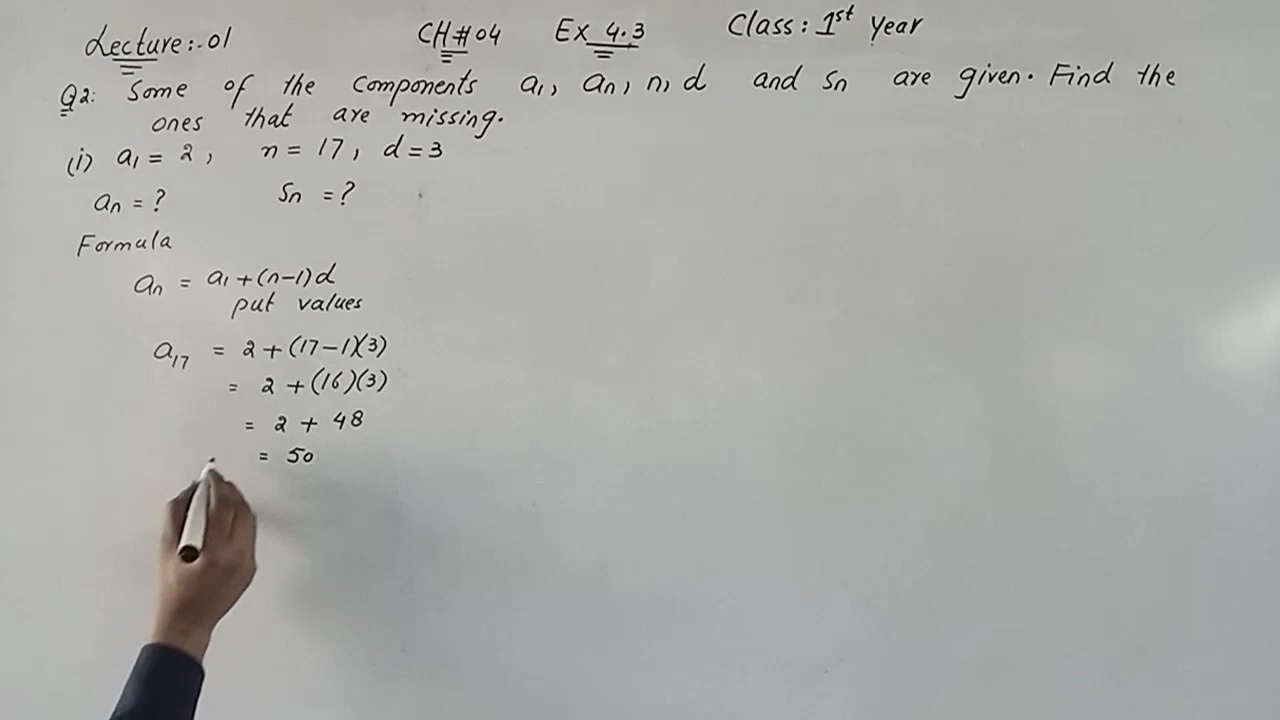 Lecture:-01 CH#04 Ex 4.3 Class: 1st Year
Q2: Some of the components a1, an, n, d and Sn are given. Find the
ones that are missing.
(i) a1 = 2, n = 17, d = 3
an = ? Sn = ?
Formula
an = a1 + (n-1)d
put values
a17 = 2 + (17-1)(3)
= 2 + (16)(3)
= 2 + 48
= 50